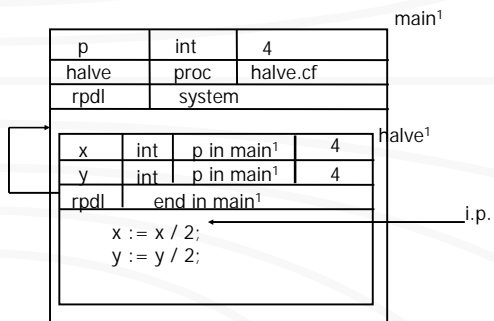 main¹
p int 4
halve proc halve.cf
rpdl system
halve¹
x int p in main¹ 4
y int p in main¹ 4
rpdl end in main¹
i.p.
x := x / 2;
y := y / 2;